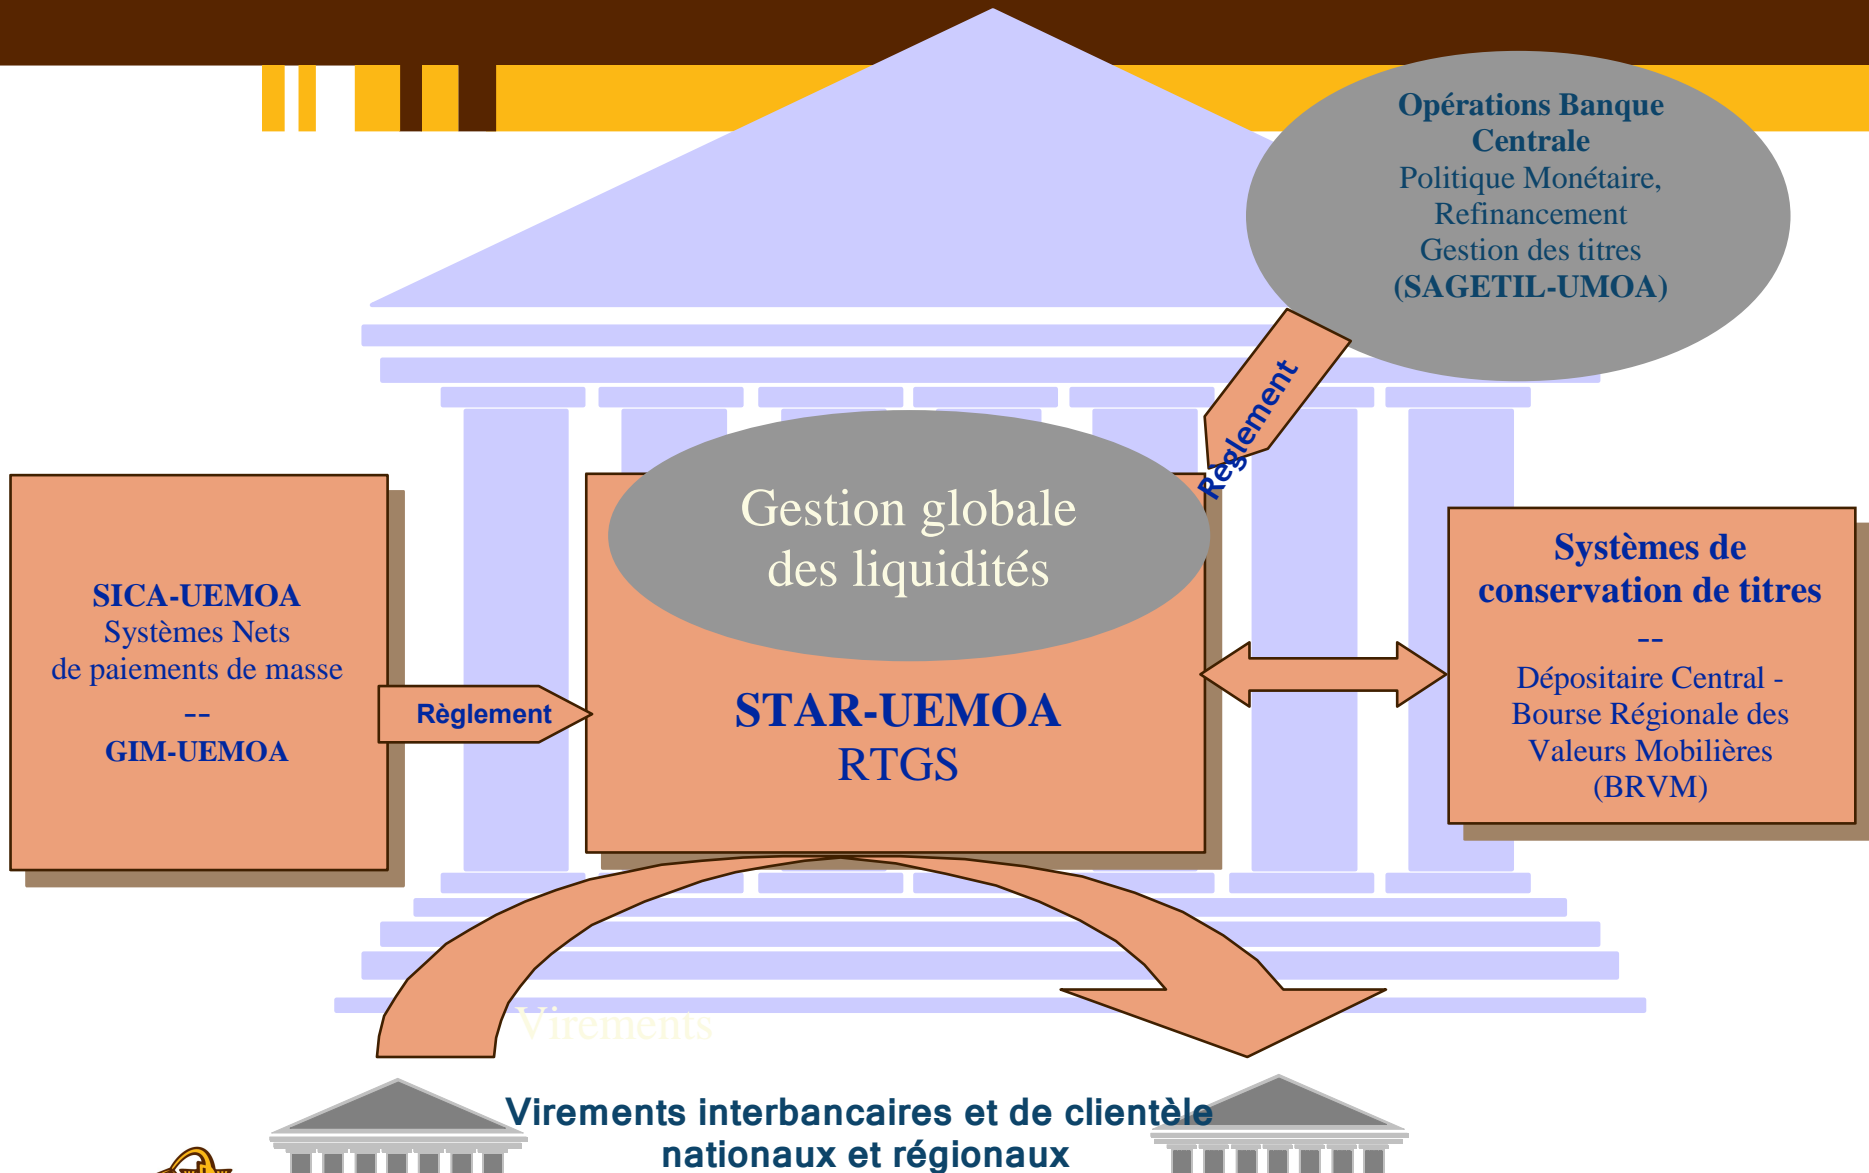 Opérations Banque
Centrale
Politique Monétaire,
Refinancement
Gestion des titres
(SAGETIL-UMOA)
Règlement
Gestion globale
des liquidités
STAR-UEMOA
RTGS
SICA-UEMOA
Systèmes Nets
de paiements de masse
--
GIM-UEMOA
Règlement
Systèmes de
conservation de titres
--
Dépositaire Central -
Bourse Régionale des
Valeurs Mobilières
(BRVM)
Virements
Virements interbancaires et de clientèle
nationaux et régionaux